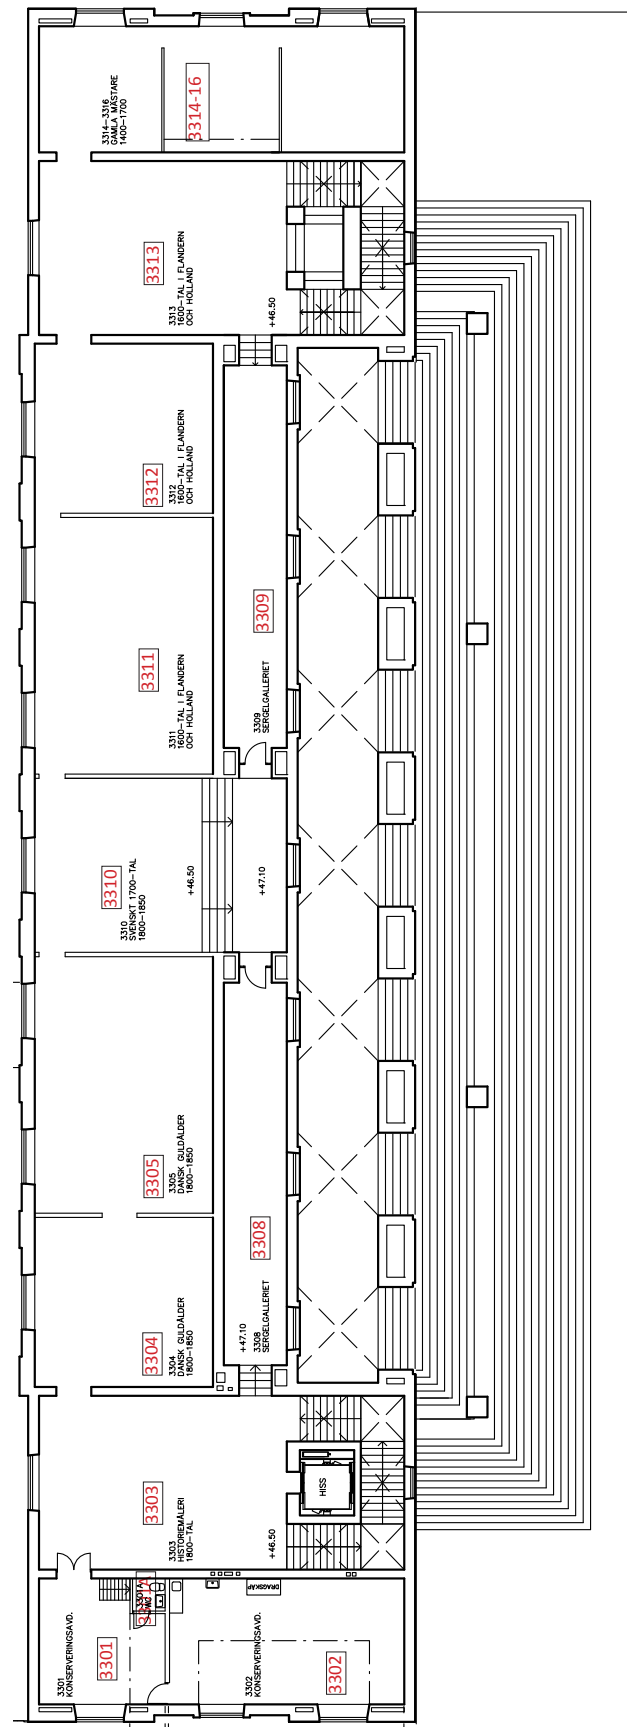 3314-3316
GAMLA MÄSTARE
1400-1700
3314-16
3313
3313
1600-TAL I FLANDERN
OCH HOLLAND
+46.50
3312
3312
1600-TAL I FLANDERN
OCH HOLLAND
3309
3309
SERGELGALLERIET
3311
3311
1600-TAL I FLANDERN
OCH HOLLAND
3310
3310
SVENSKT 1700-TAL
1800-1850
+46.50
+47.10
3305
3305
DANSK GULDÅLDER
1800-1850
3308
+47.10
3308
SERGELGALLERIET
3304
3304
DANSK GULDÅLDER
1800-1850
3303
3303
HISTORIEMÅLERI
1800-TAL
+46.50
HISS
3301A
3301A
WC
DRAGSKÅP
3301
KONSERVERINGSAVD.
3301
3302
KONSERVERINGSAVD.
3302